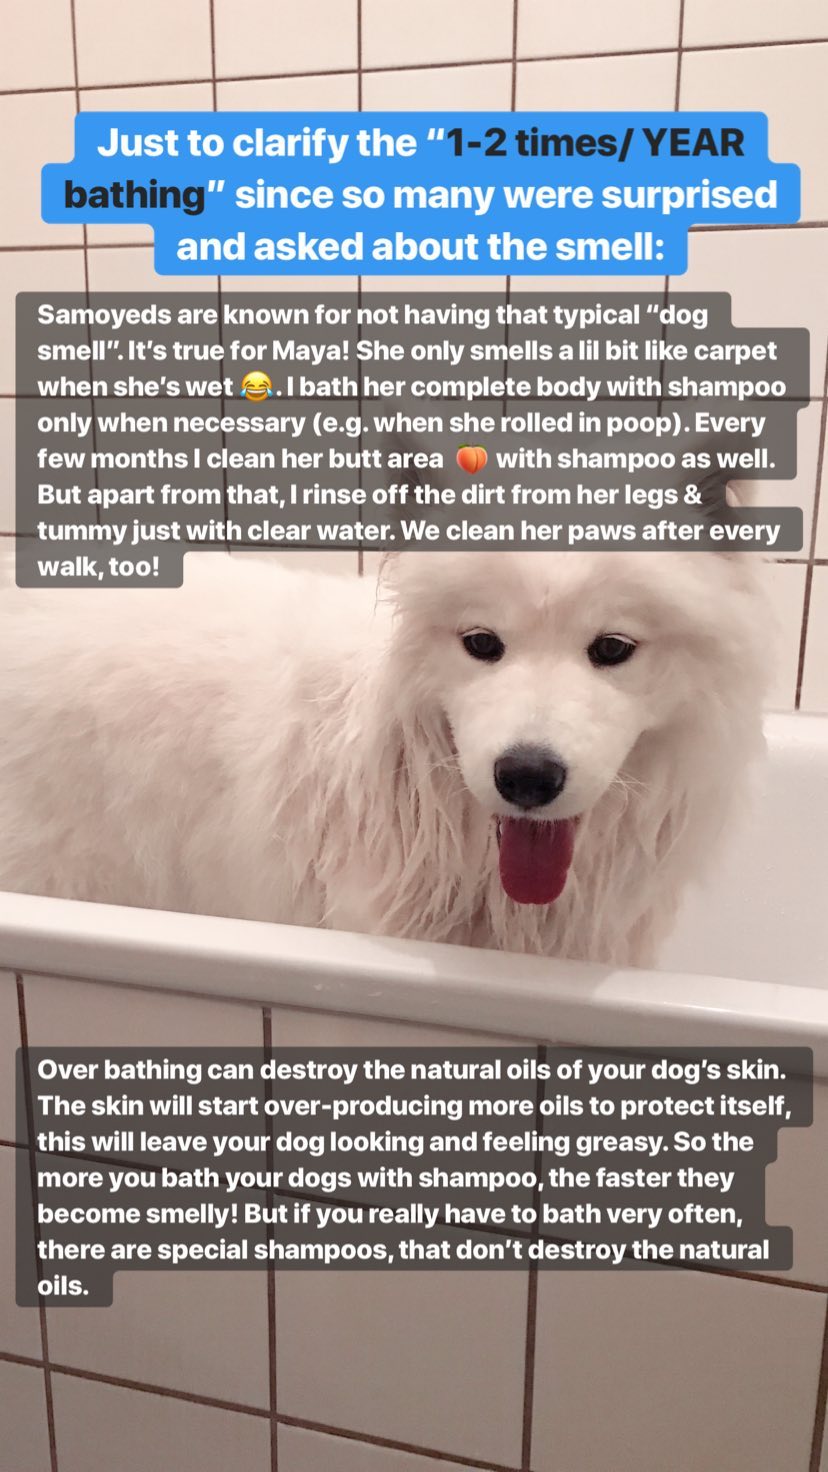 Just to clarify the “1-2 times/ YEAR
bathing” since so many were surprised
and asked about the smell:
Samoyeds are known for not having that typical “dog
smell”. It’s true for Maya! She only smells a lil bit like carpet
when she’s wet 😂. I bath her complete body with shampoo
only when necessary (e.g. when she rolled in poop). Every
few months I clean her butt area 🍑 with shampoo as well.
But apart from that, I rinse off the dirt from her legs &
tummy just with clear water. We clean her paws after every
walk, too!
Over bathing can destroy the natural oils of your dog’s skin.
The skin will start over-producing more oils to protect itself,
this will leave your dog looking and feeling greasy. So the
more you bath your dogs with shampoo, the faster they
become smelly! But if you really have to bath very often,
there are special shampoos, that don’t destroy the natural
oils.